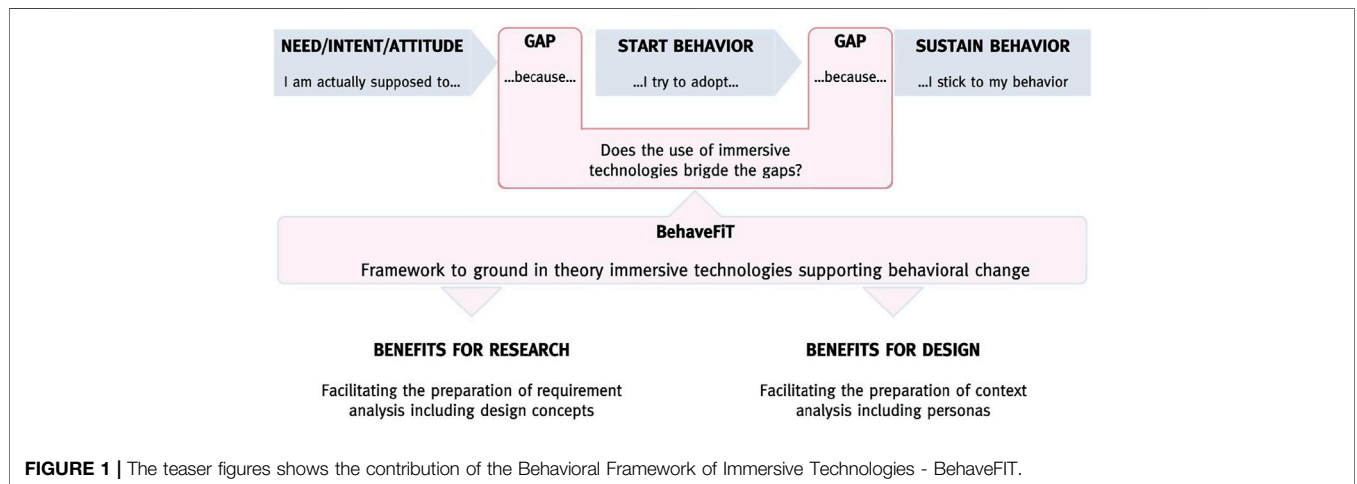 NEED/INTENT/ATTITUDE
I am actually supposed to...
GAP
...because...
START BEHAVIOR
...I try to adopt...
GAP
...because...
SUSTAIN BEHAVIOR
...I stick to my behavior
Does the use of immersive
technologies brigde the gaps?
BehaveFiT
Framework to ground in theory immersive technologies supporting behavioral change
BENEFITS FOR RESEARCH
Facilitating the preparation of requirement
analysis including design concepts
BENEFITS FOR DESIGN
Facilitating the preparation of context
analysis including personas
FIGURE 1 | The teaser figures shows the contribution of the Behavioral Framework of Immersive Technologies - BehaveFIT.